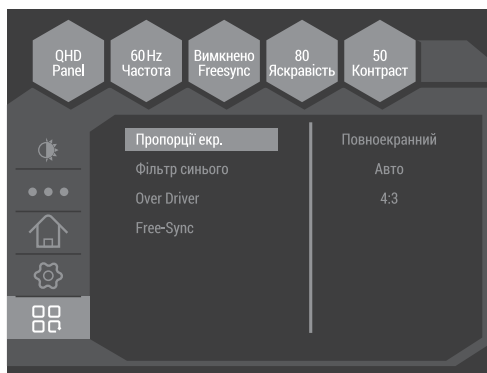 QHD
Panel
60 Hz
Частота
Вимкнено
Freesync
80
Яскравість
50
Контраст
Пропорції екр.
Фільтр синього
Over Driver
Free-Sync
Повноекранний
Авто
4:3